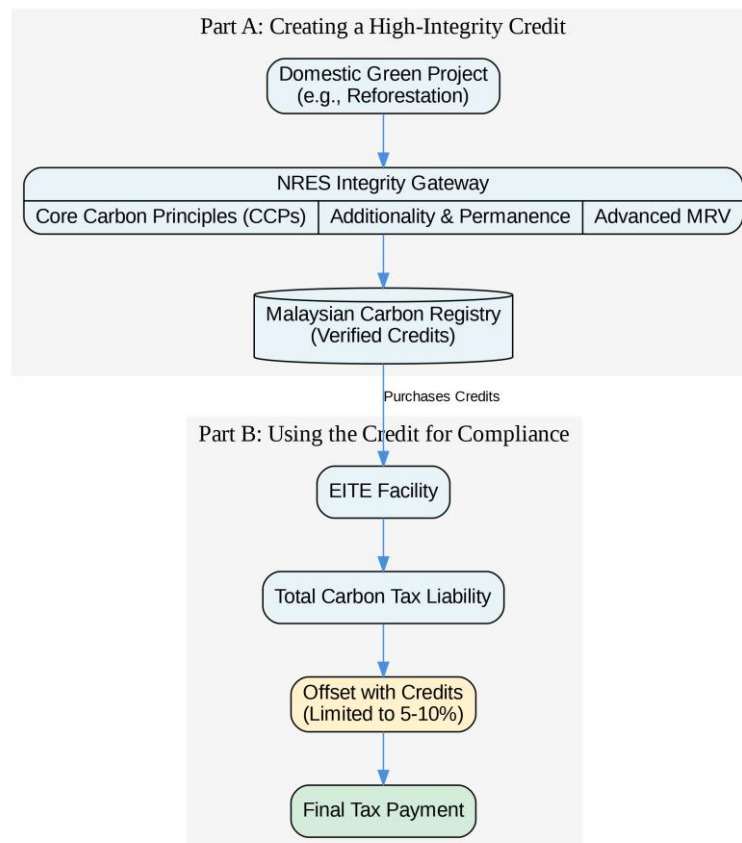 Part A: Creating a High-Integrity Credit
Domestic Green Project
(e.g., Reforestation)
NRES Integrity Gateway
Core Carbon Principles (CCPs)
Additionality & Permanence
Advanced MRV
Malaysian Carbon Registry
(Verified Credits)
Purchases Credits
Part B: Using the Credit for Compliance
EITE Facility
Total Carbon Tax Liability
Offset with Credits
(Limited to 5-10%)
Final Tax Payment